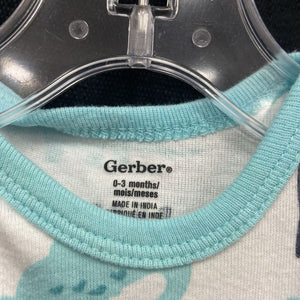 Gerber®
0-3 months/
mois/meses
MADE IN INDIA
FABRIQUÉ EN INDE